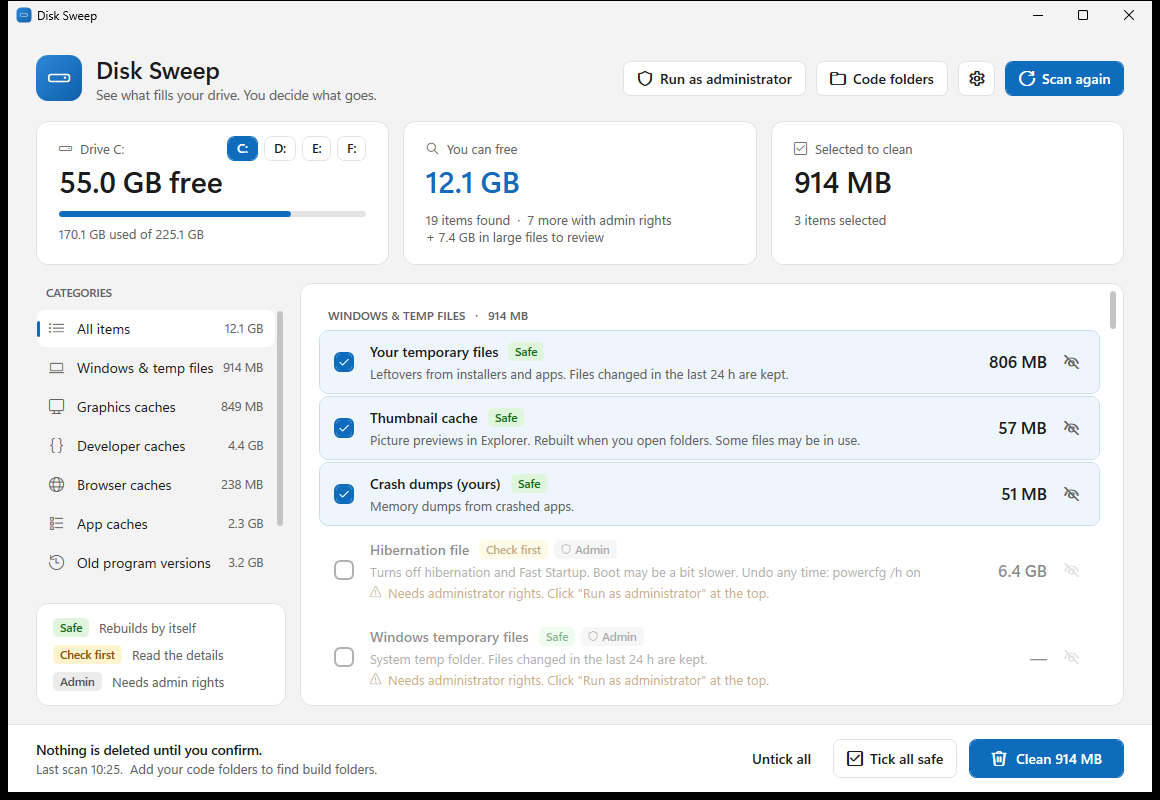 Disk Sweep
Disk Sweep
See what fills your drive. You decide what goes.
Run as administrator
Code folders
Scan again
Drive C:
C:
D:
E:
F:
55.0 GB free
170.1 GB used of 225.1 GB
You can free
12.1 GB
19 items found · 7 more with admin rights
+ 7.4 GB in large files to review
Selected to clean
914 MB
3 items selected
CATEGORIES
All items 12.1 GB
Windows & temp files 914 MB
Graphics caches 849 MB
{} Developer caches 4.4 GB
Browser caches 238 MB
App caches 2.3 GB
Old program versions 3.2 GB
Safe Rebuilds by itself
Check first Read the details
Admin Needs admin rights
WINDOWS & TEMP FILES · 914 MB
Your temporary files Safe
Leftovers from installers and apps. Files changed in the last 24 h are kept.
806 MB
Thumbnail cache Safe
Picture previews in Explorer. Rebuilt when you open folders. Some files may be in use.
57 MB
Crash dumps (yours) Safe
Memory dumps from crashed apps.
51 MB
Hibernation file Check first Admin
Turns off hibernation and Fast Startup. Boot may be a bit slower. Undo any time: powercfg /h on
Needs administrator rights. Click "Run as administrator" at the top.
6.4 GB
Windows temporary files Safe Admin
System temp folder. Files changed in the last 24 h are kept.
Needs administrator rights. Click "Run as administrator" at the top.
—
Nothing is deleted until you confirm.
Last scan 10:25. Add your code folders to find build folders.
Untick all
Tick all safe
Clean 914 MB